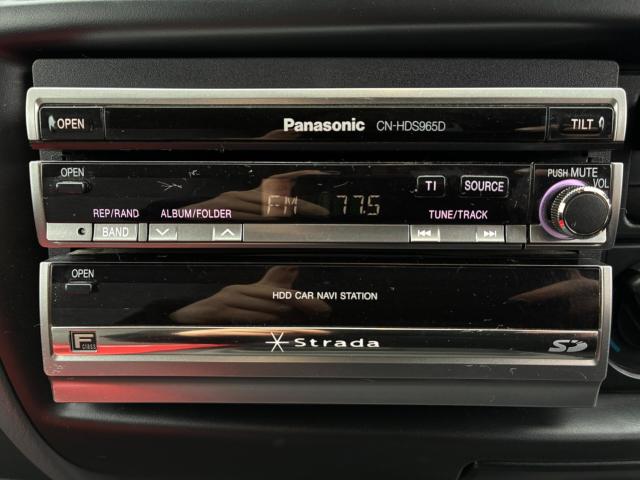 OPEN Panasonic CN-HDS965D TILT
OPEN PUSH MUTE
TI SOURCE VOL
REP/RAND ALBUM/FOLDER FM 77.5 TUNE/TRACK
BAND
OPEN
HDD CAR NAVI STATION
F class Strada SD